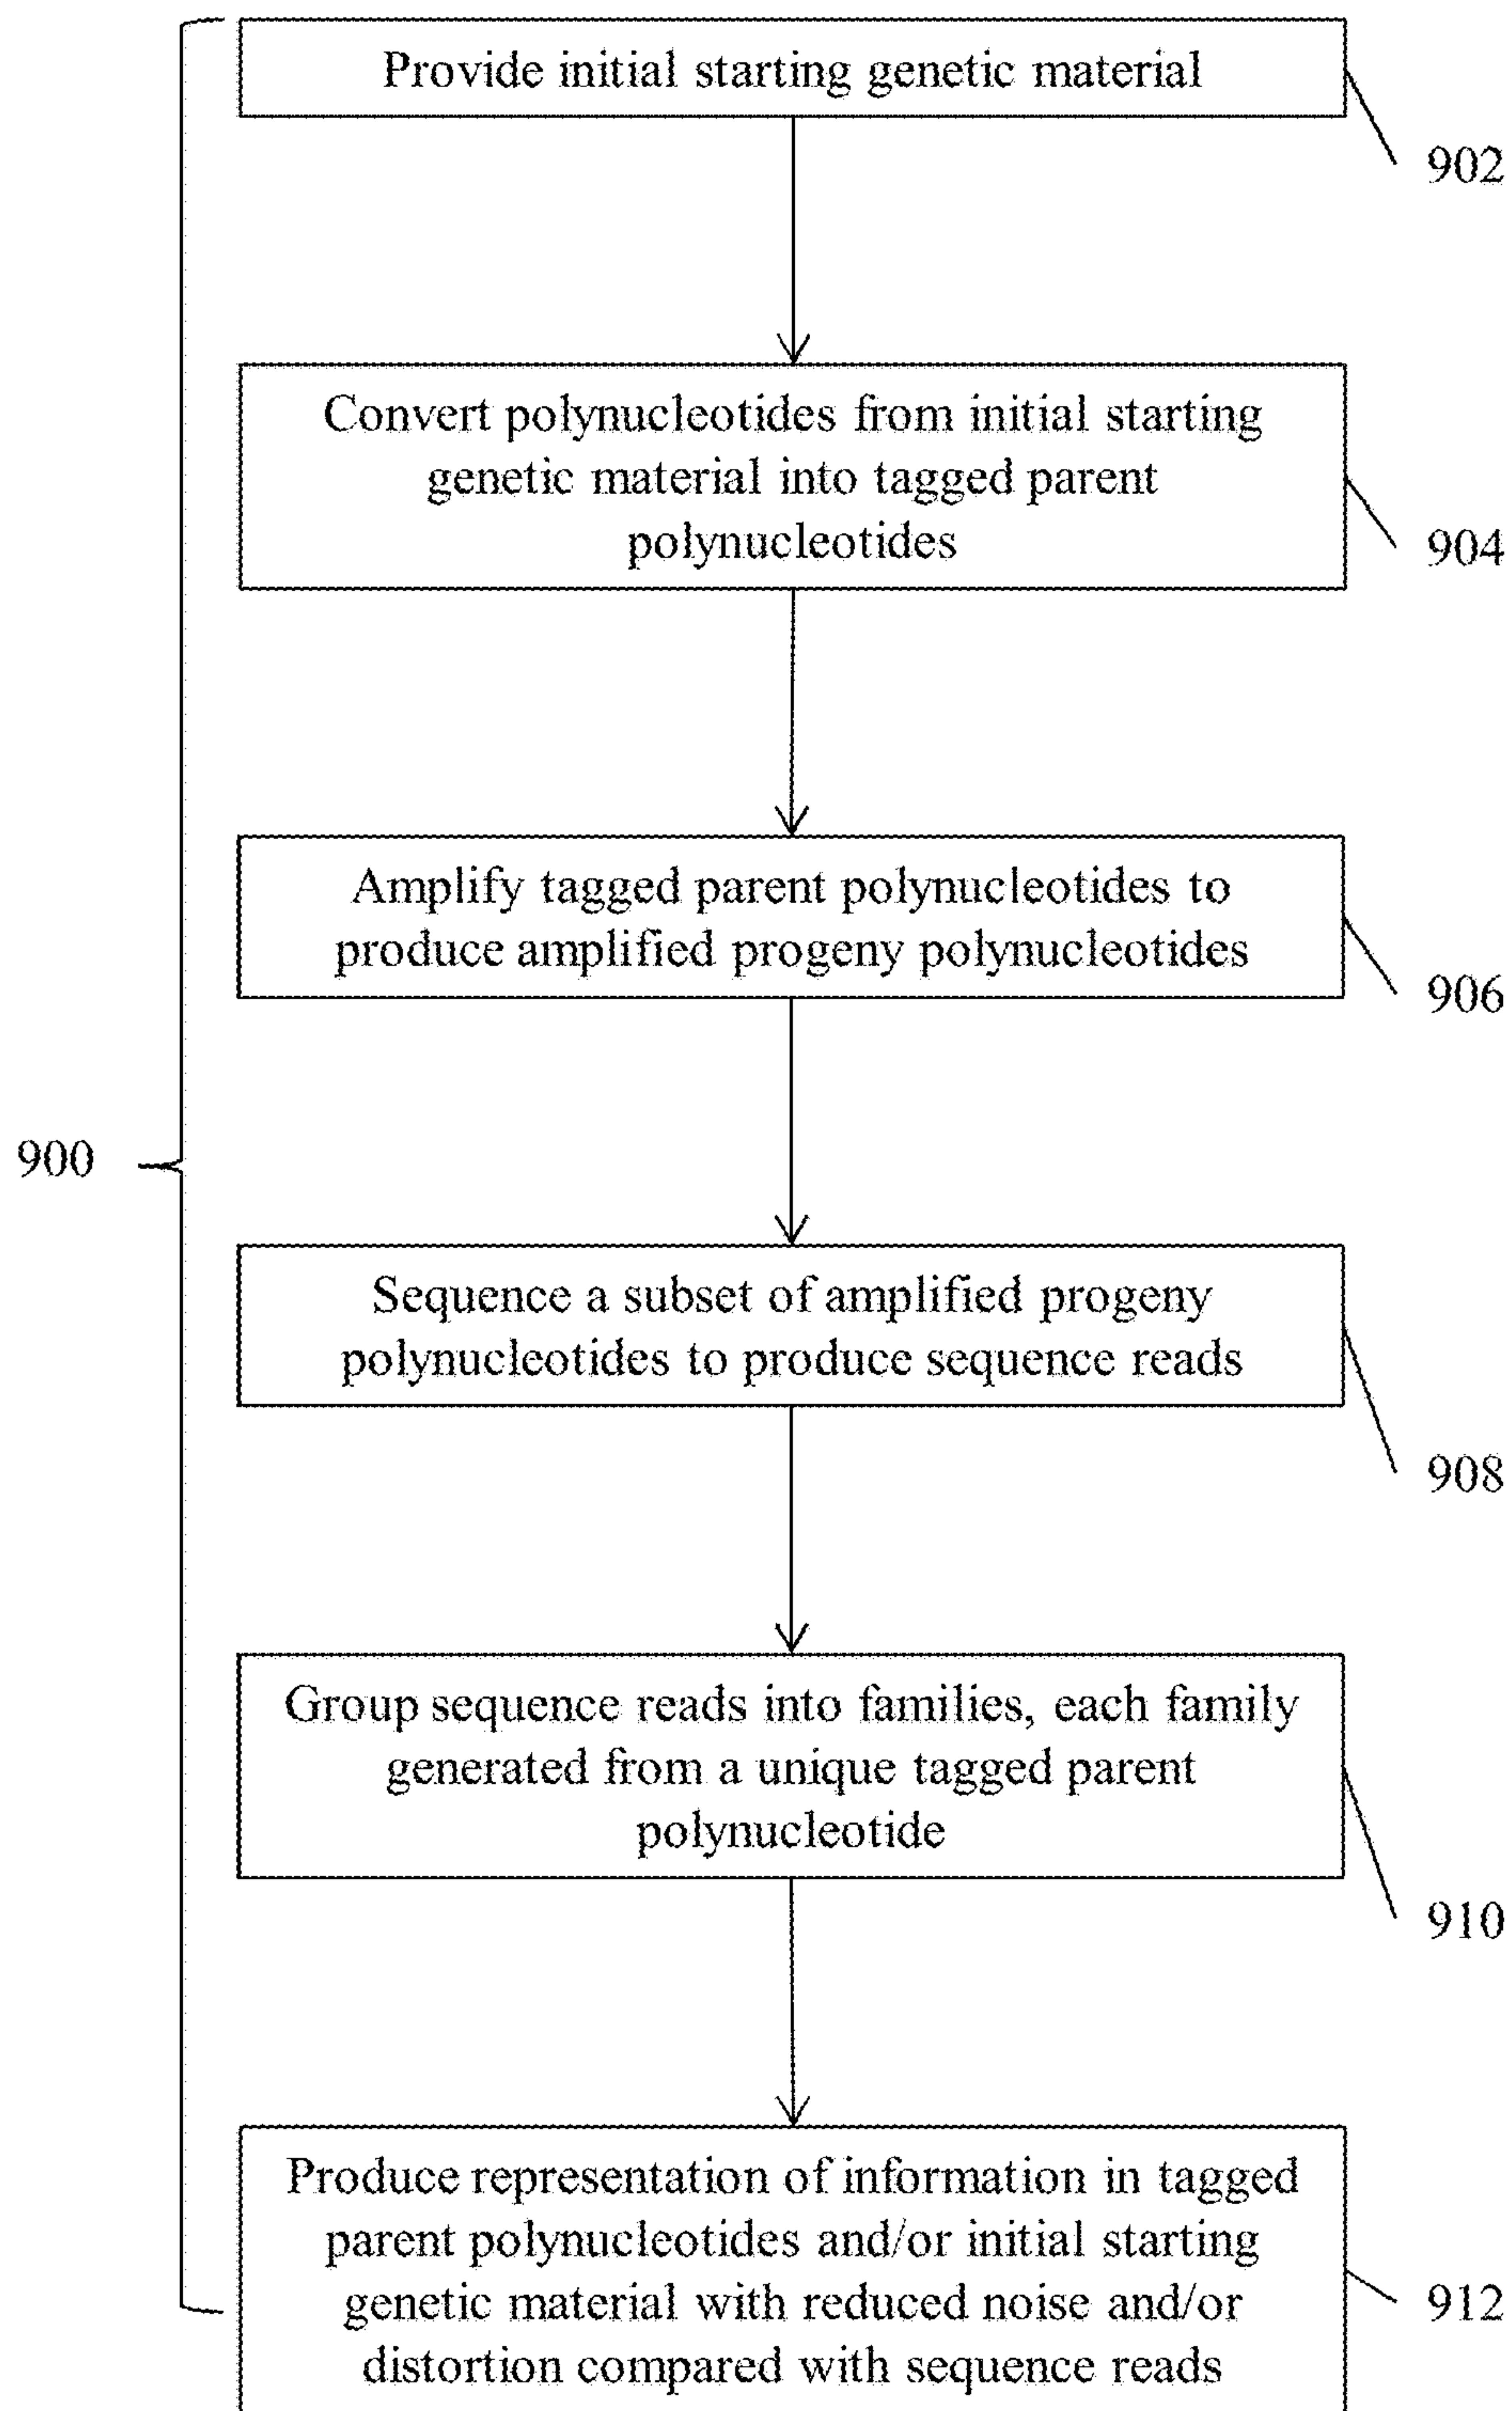 Provide initial starting genetic material
902
Convert polynucleotides from initial starting
genetic material into tagged parent
polynucleotides
904
Amplify tagged parent polynucleotides to
produce amplified progeny polynucleotides
906
900
Sequence a subset of amplified progeny
polynucleotides to produce sequence reads
908
Group sequence reads into families, each family
generated from a unique tagged parent
polynucleotide
910
Produce representation of information in tagged
parent polynucleotides and/or initial starting
genetic material with reduced noise and/or
distortion compared with sequence reads
912